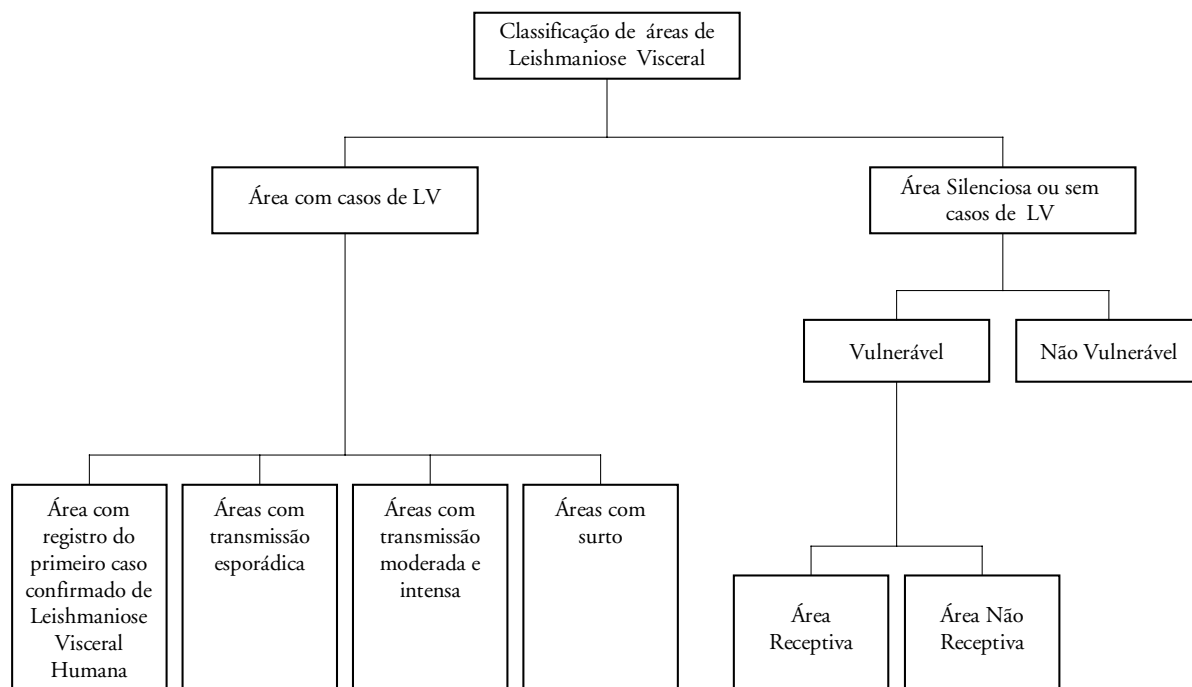 Classificação de áreas de
Leishmaniose Visceral
Área com casos de LV
Área Silenciosa ou sem
casos de LV
Vulnerável
Não Vulnerável
Área com
registro do
primeiro caso
confirmado de
Leishmaniose
Visceral
Humana
Áreas com
transmissão
esporádica
Áreas com
transmissão
moderada e
intensa
Áreas com
surto
Área
Receptiva
Área Não
Receptiva